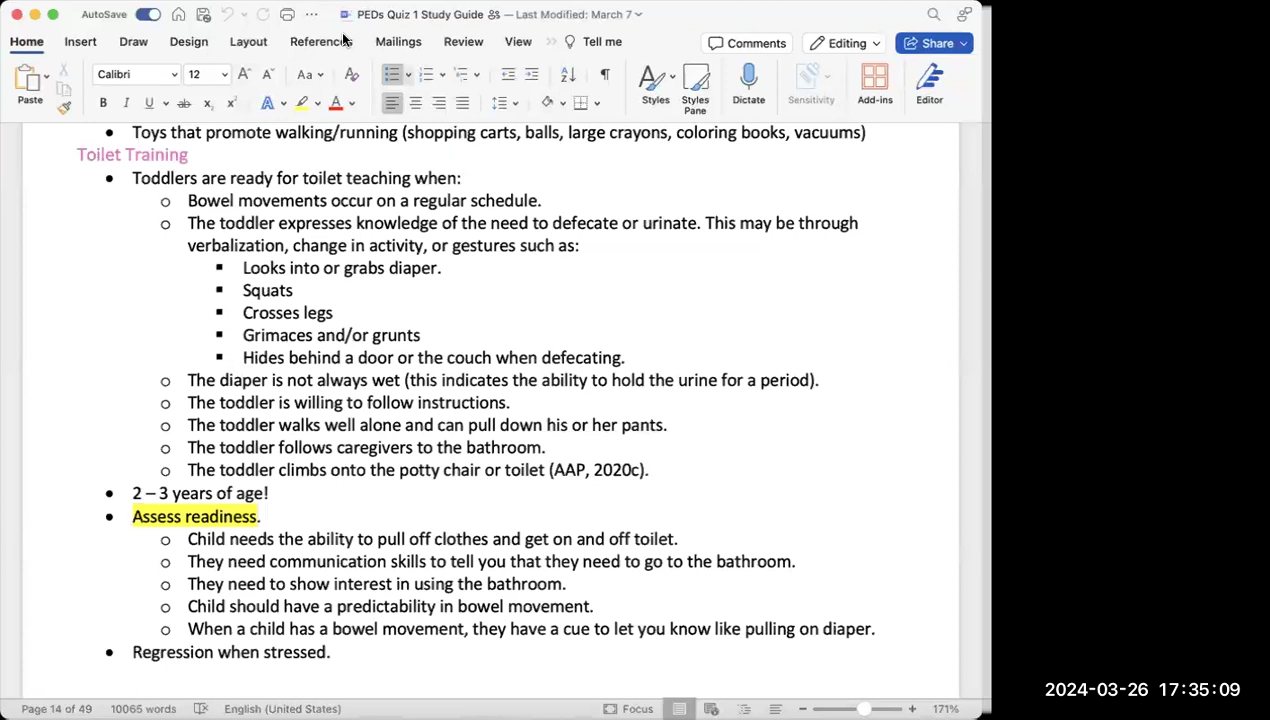 AutoSave
PEDs Quiz 1 Study Guide — Last Modified: March 7
Home Insert Draw Design Layout References Mailings Review View Tell me Comments Editing Share
Paste Calibri 12 Aa Styles Styles Pane Dictate Sensitivity Add-ins Editor
• Toys that promote walking/running (shopping carts, balls, large crayons, coloring books, vacuums)
Toilet Training
• Toddlers are ready for toilet teaching when:
o Bowel movements occur on a regular schedule.
o The toddler expresses knowledge of the need to defecate or urinate. This may be through
verbalization, change in activity, or gestures such as:
▪ Looks into or grabs diaper.
▪ Squats
▪ Crosses legs
▪ Grimaces and/or grunts
▪ Hides behind a door or the couch when defecating.
o The diaper is not always wet (this indicates the ability to hold the urine for a period).
o The toddler is willing to follow instructions.
o The toddler walks well alone and can pull down his or her pants.
o The toddler follows caregivers to the bathroom.
o The toddler climbs onto the potty chair or toilet (AAP, 2020c).
• 2 – 3 years of age!
• Assess readiness.
o Child needs the ability to pull off clothes and get on and off toilet.
o They need communication skills to tell you that they need to go to the bathroom.
o They need to show interest in using the bathroom.
o Child should have a predictability in bowel movement.
o When a child has a bowel movement, they have a cue to let you know like pulling on diaper.
• Regression when stressed.
Page 14 of 49 10065 words English (United States) Focus 171%
2024-03-26 17:35:09